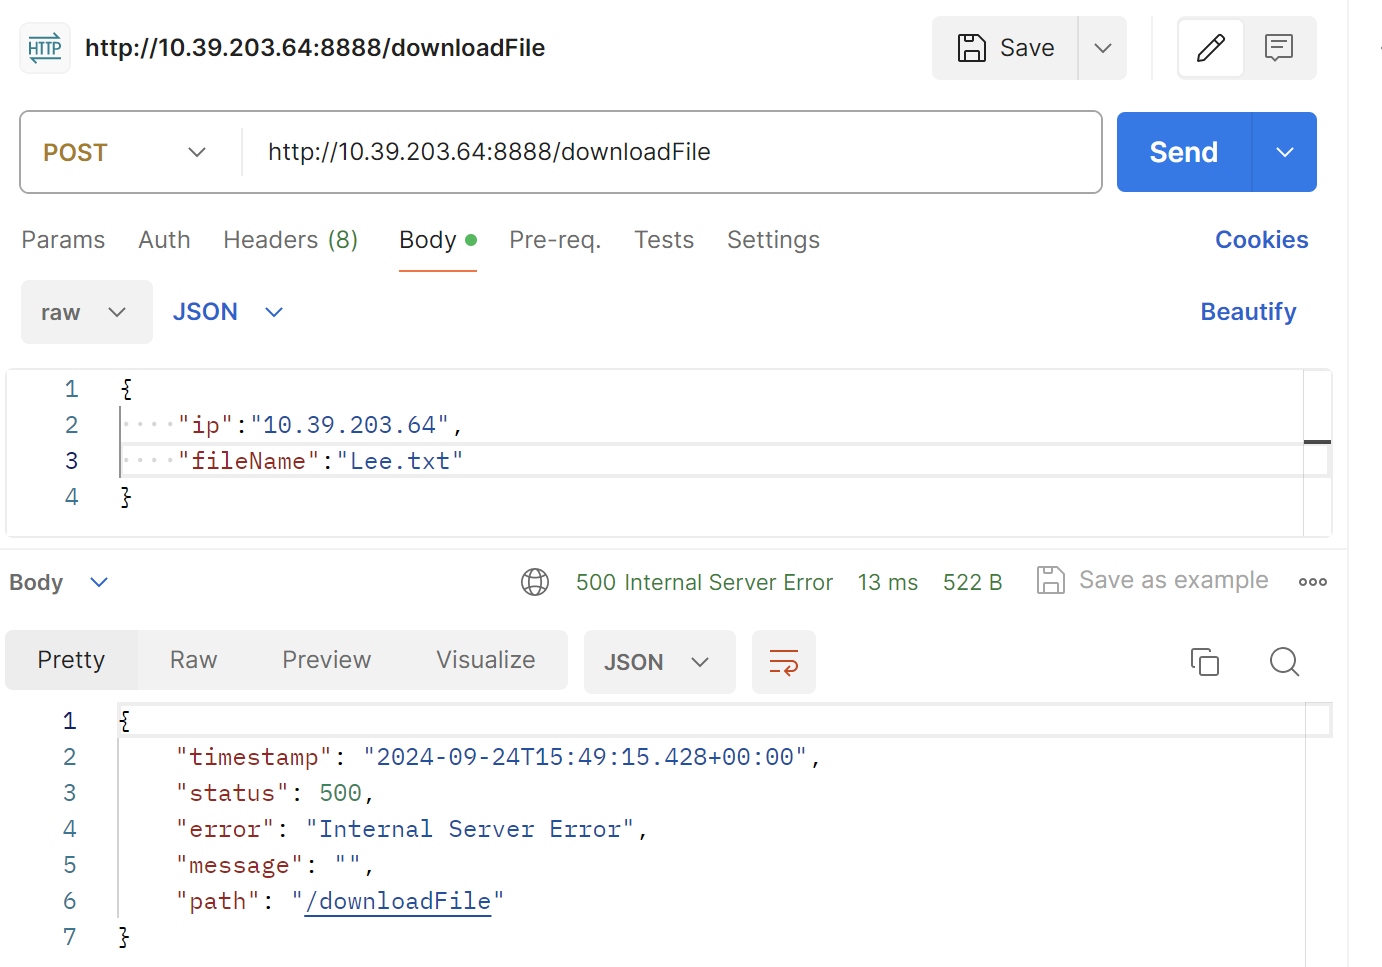 HTTP http://10.39.203.64:8888/downloadFile Save
POST http://10.39.203.64:8888/downloadFile Send
Params Auth Headers (8) Body Pre-req. Tests Settings Cookies
raw JSON Beautify
1 {
2 "ip":"10.39.203.64",
3 "fileName":"Lee.txt"
4 }
Body 500 Internal Server Error 13 ms 522 B Save as example
Pretty Raw Preview Visualize JSON
1 {
2 "timestamp": "2024-09-24T15:49:15.428+00:00",
3 "status": 500,
4 "error": "Internal Server Error",
5 "message": "",
6 "path": "/downloadFile"
7 }